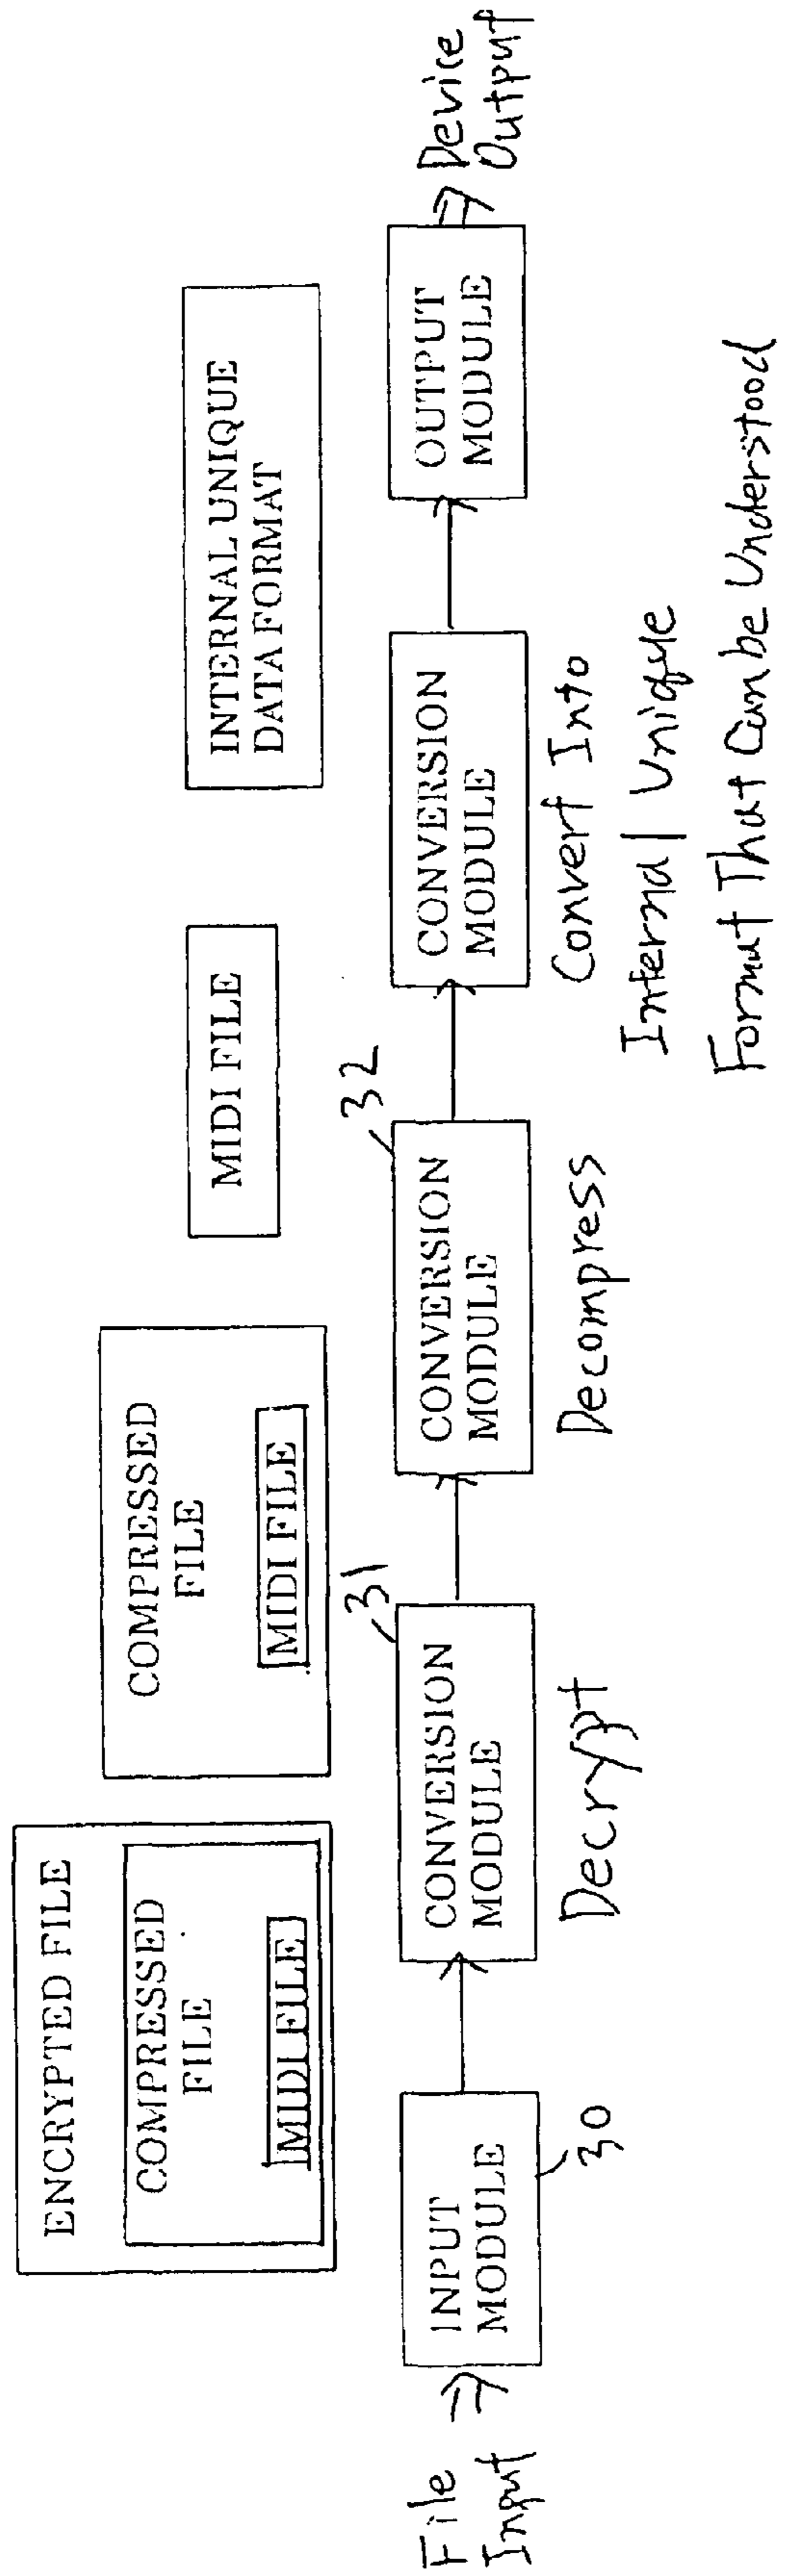 ENCRYPTED FILE
COMPRESSED
FILE
MIDI FILE
COMPRESSED
FILE
MIDI FILE
MIDI FILE
INTERNAL UNIQUE
DATA FORMAT
File
Input
INPUT
MODULE
30
CONVERSION
MODULE
31
Decrypt
CONVERSION
MODULE
32
Decompress
CONVERSION
MODULE
Convert Into
Internal Unique
Format That Can be Understood
OUTPUT
MODULE
Device
Output